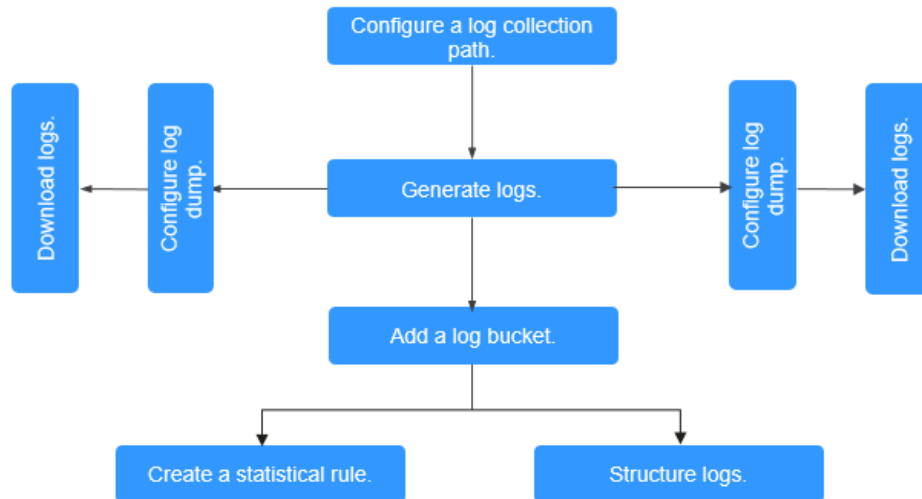 Configure a log collection
path.
Download logs.
Configure log
dump.
Generate logs.
Configure log
dump.
Download logs.
Add a log bucket.
Create a statistical rule.
Structure logs.